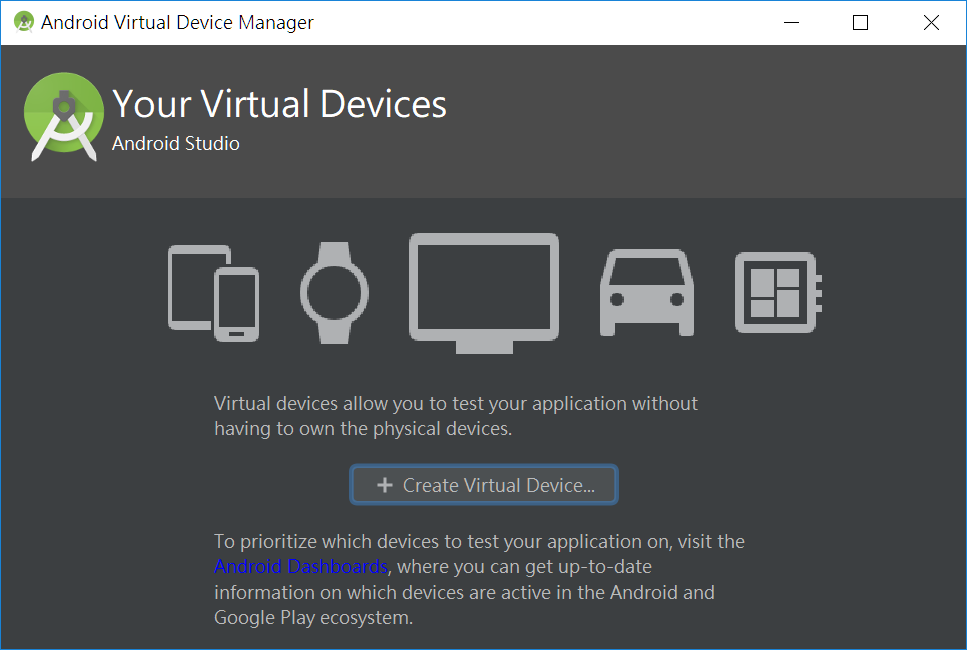 Android Virtual Device Manager
Your Virtual Devices
Android Studio
Virtual devices allow you to test your application without
having to own the physical devices.
Create Virtual Device...
To prioritize which devices to test your application on, visit the
Android Dashboards, where you can get up-to-date
information on which devices are active in the Android and
Google Play ecosystem.